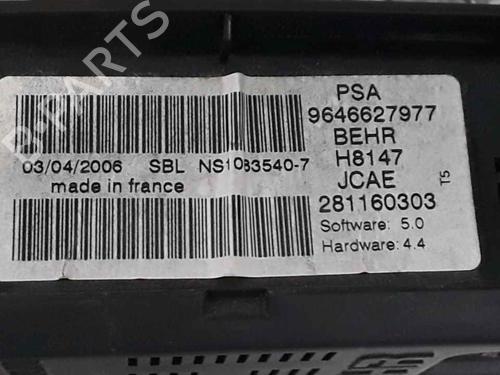 PSA
9646627977
BEHR
H8147
JCAE
281160303
Software: 5.0
Hardware: 4.4
T5
03/04/2006 SBL NS1083540-7
made in france
B-PARTS